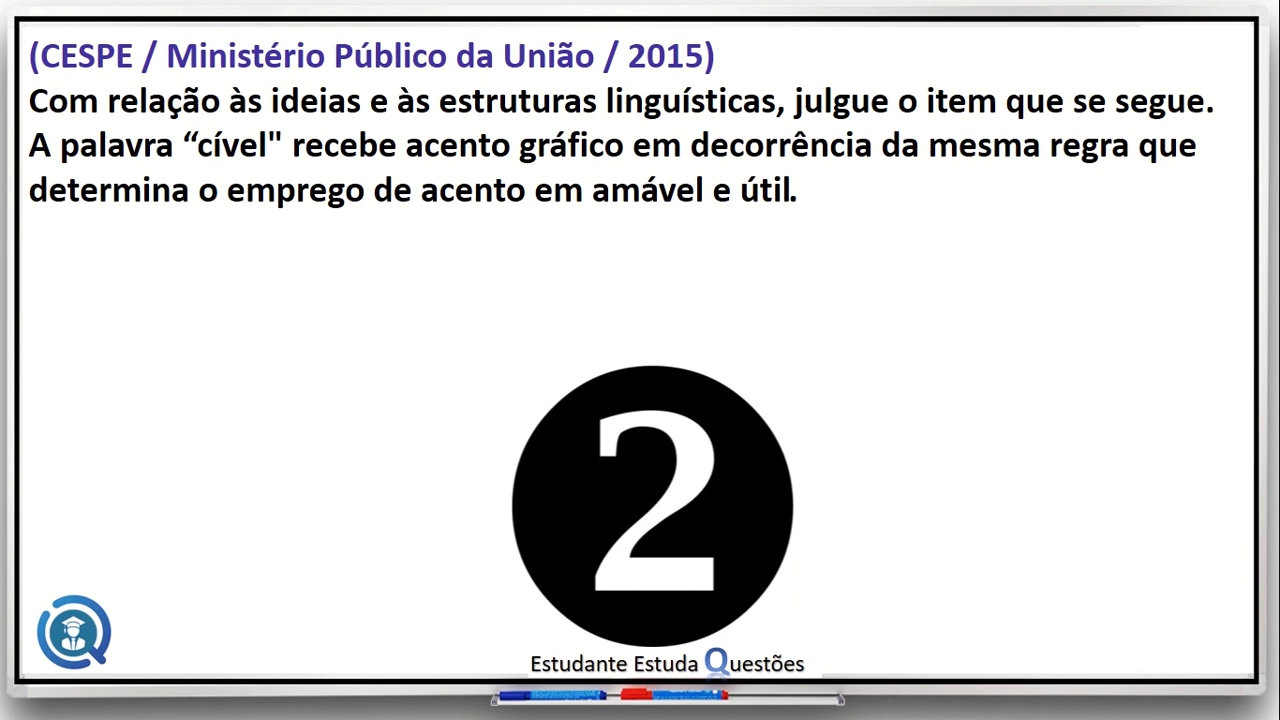 (CESPE / Ministério Público da União / 2015)
Com relação às ideias e às estruturas linguísticas, julgue o item que se segue.
A palavra “cível" recebe acento gráfico em decorrência da mesma regra que
determina o emprego de acento em amável e útil.
2
Estudante Estuda Questões